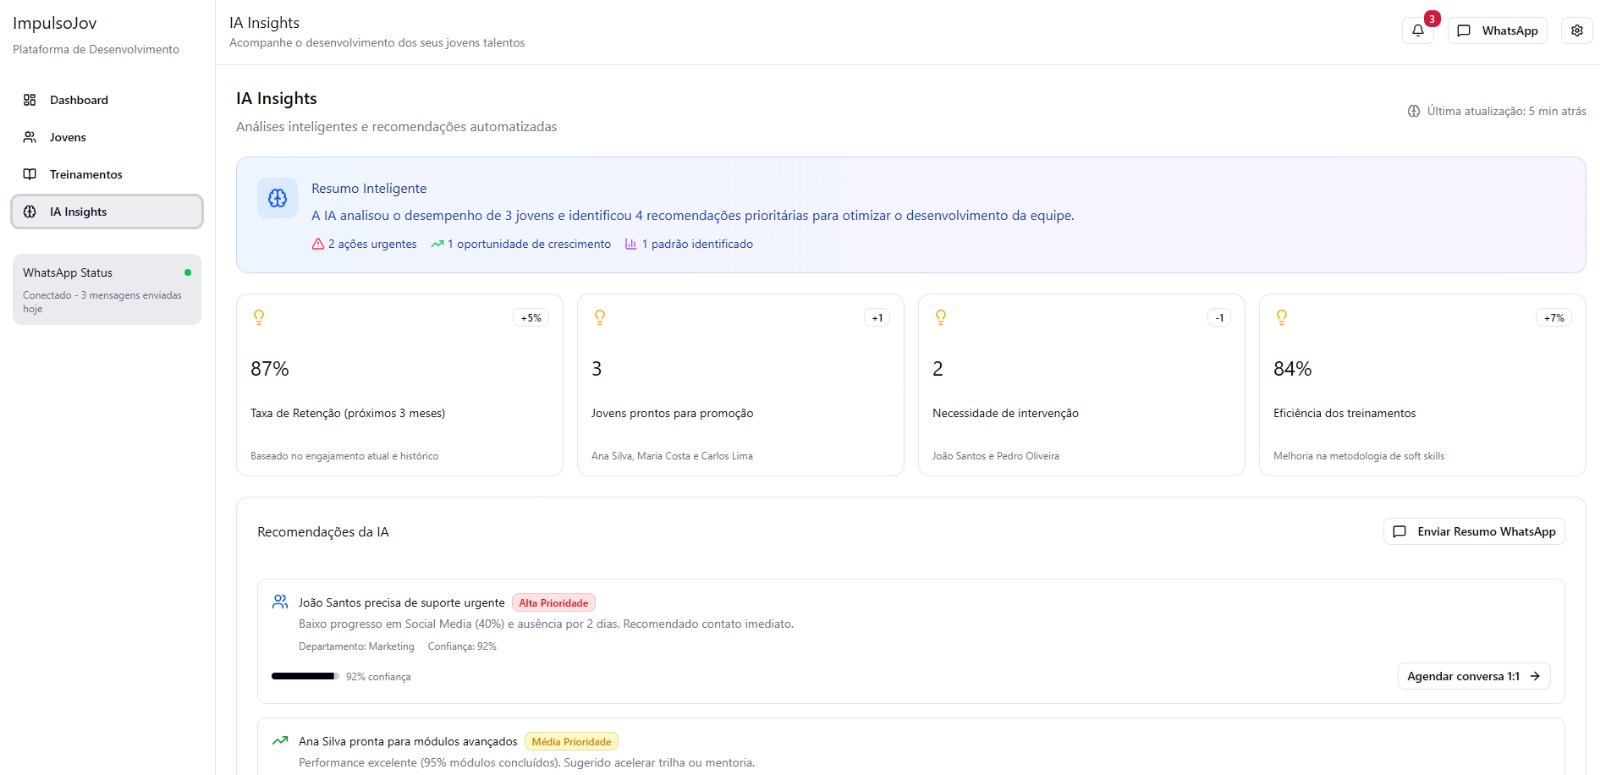 ImpulsoJov
Plataforma de Desenvolvimento
Dashboard
Jovens
Treinamentos
IA Insights
WhatsApp Status
Conectado - 3 mensagens enviadas
hoje
IA Insights
Acompanhe o desenvolvimento dos seus jovens talentos
3
WhatsApp
IA Insights
Análises inteligentes e recomendações automatizadas
Última atualização: 5 min atrás
Resumo Inteligente
A IA analisou o desempenho de 3 jovens e identificou 4 recomendações prioritárias para otimizar o desenvolvimento da equipe.
2 ações urgentes 1 oportunidade de crescimento 1 padrão identificado
+5%
87%
Taxa de Retenção (próximos 3 meses)
Baseado no engajamento atual e histórico
+1
3
Jovens prontos para promoção
Ana Silva, Maria Costa e Carlos Lima
-1
2
Necessidade de intervenção
João Santos e Pedro Oliveira
+7%
84%
Eficiência dos treinamentos
Melhoria na metodologia de soft skills
Recomendações da IA
Enviar Resumo WhatsApp
João Santos precisa de suporte urgente Alta Prioridade
Baixo progresso em Social Media (40%) e ausência por 2 dias. Recomendado contato imediato.
Departamento: Marketing Confiança: 92%
92% confiança
Agendar conversa 1:1
Ana Silva pronta para módulos avançados Média Prioridade
Performance excelente (95% módulos concluídos). Sugerido acelerar trilha ou mentoria.